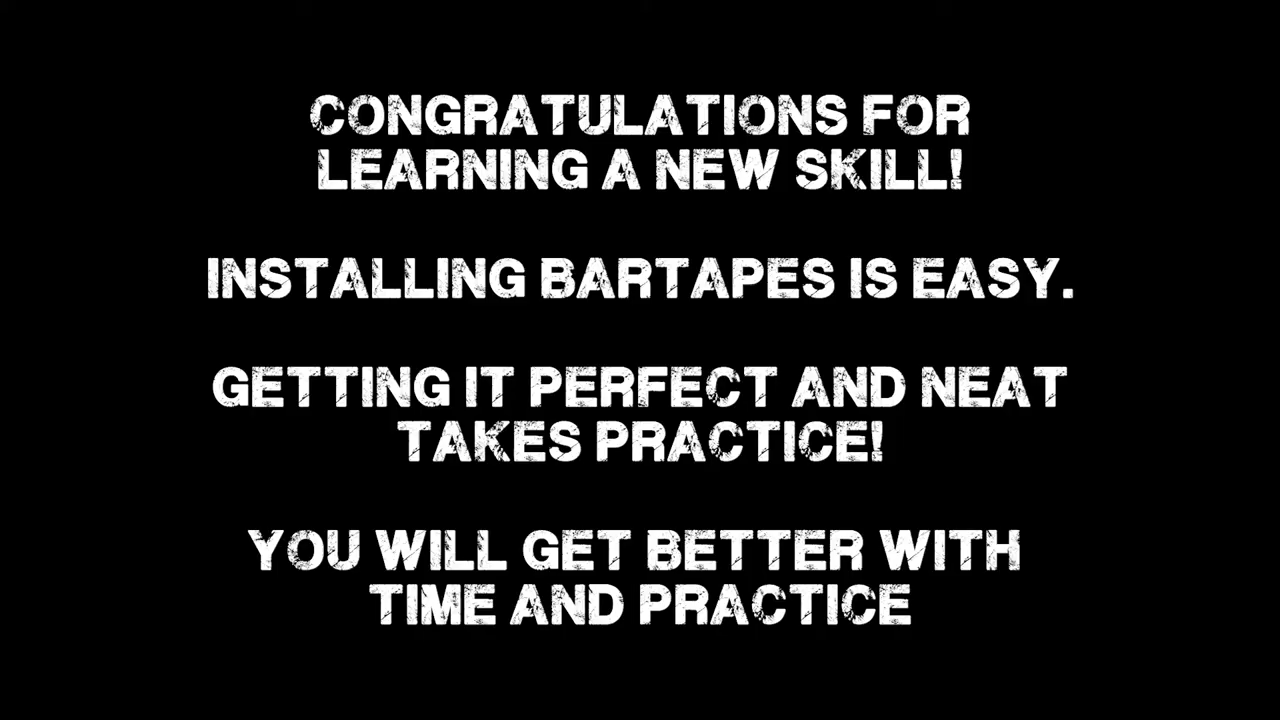 CONGRATULATIONS FOR
LEARNING A NEW SKILL!
INSTALLING BARTAPES IS EASY.
GETTING IT PERFECT AND NEAT
TAKES PRACTICE!
YOU WILL GET BETTER WITH
TIME AND PRACTICE